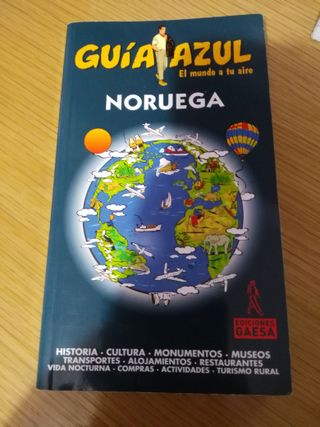 GUÍA AZUL
El mundo a tu aire
NORUEGA
EDICIONES
GAESA
HISTORIA · CULTURA · MONUMENTOS · MUSEOS
TRANSPORTES · ALOJAMIENTOS · RESTAURANTES
VIDA NOCTURNA · COMPRAS · ACTIVIDADES · TURISMO RURAL